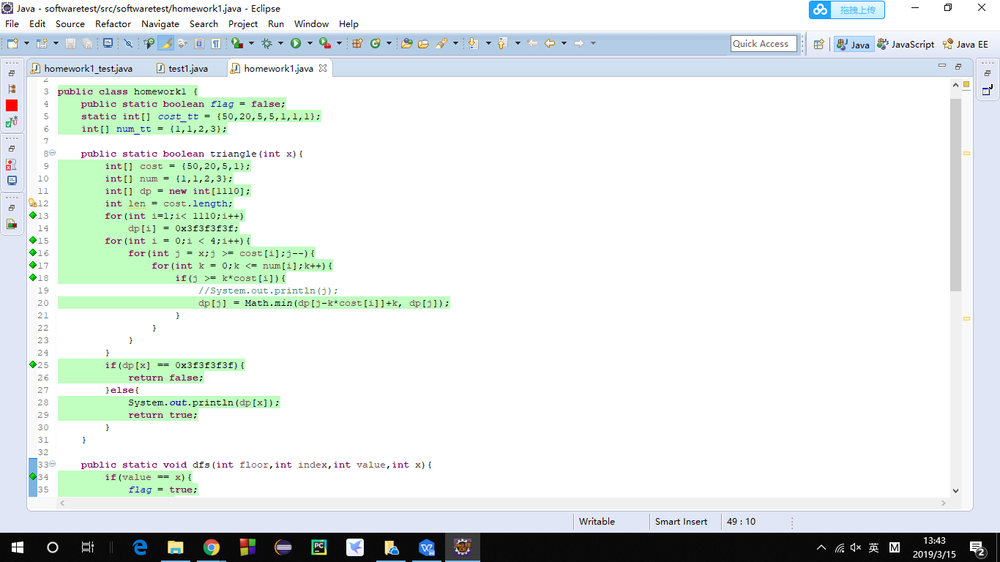 Java - softwaretest/src/softwaretest/homework1.java - Eclipse
拖拽上传
File Edit Source Refactor Navigate Search Project Run Window Help
Quick Access
Java
JavaScript
Java EE
homework1_test.java
test1.java
homework1.java
2
3 public class homework1 {
4     public static boolean flag = false;
5     static int[] cost_tt = {50,20,5,5,1,1,1};
6     int[] num_tt = {1,1,2,3};
7
8     public static boolean triangle(int x){
9         int[] cost = {50,20,5,1};
10         int[] num = {1,1,2,3};
11         int[] dp = new int[1110];
12         int len = cost.length;
13         for(int i=1;i< 1110;i++)
14             dp[i] = 0x3f3f3f3f;
15         for(int i = 0;i < 4;i++){
16             for(int j = x;j >= cost[i];j--){
17                 for(int k = 0;k <= num[i];k++){
18                     if(j >= k*cost[i]){
19                         //System.out.println(j);
20                         dp[j] = Math.min(dp[j-k*cost[i]]+k, dp[j]);
21                     }
22                 }
23             }
24         }
25         if(dp[x] == 0x3f3f3f3f){
26             return false;
27         }else{
28             System.out.println(dp[x]);
29             return true;
30         }
31     }
32
33     public static void dfs(int floor,int index,int value,int x){
34         if(value == x){
35             flag = true;
Writable
Smart Insert
49 : 10
英
M
13:43
2019/3/15
2